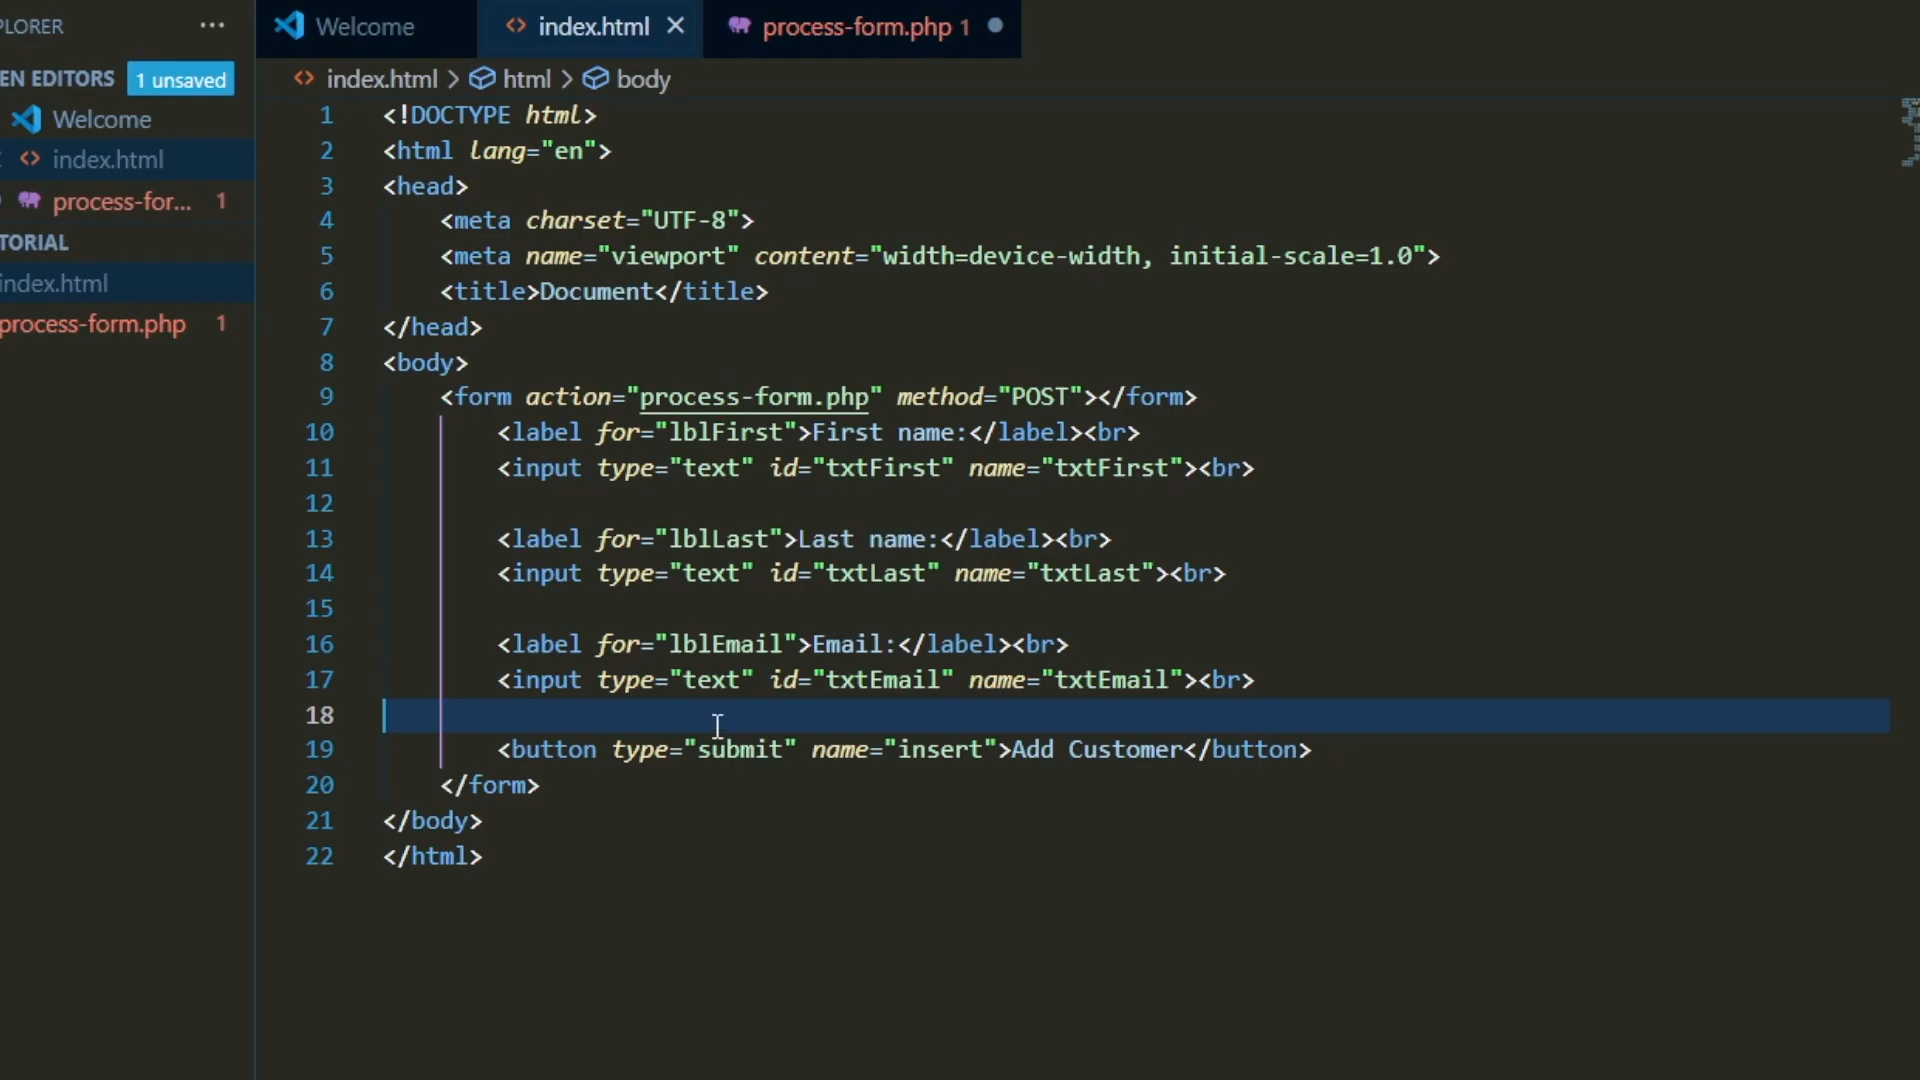 PLORER ...
Welcome
index.html
process-form.php 1
EN EDITORS 1 unsaved
Welcome
index.html
process-for... 1
TORIAL
index.html
process-form.php 1
index.html > html > body
1 <!DOCTYPE html>
2 <html lang="en">
3 <head>
4 <meta charset="UTF-8">
5 <meta name="viewport" content="width=device-width, initial-scale=1.0">
6 <title>Document</title>
7 </head>
8 <body>
9 <form action="process-form.php" method="POST"></form>
10 <label for="lblFirst">First name:</label><br>
11 <input type="text" id="txtFirst" name="txtFirst"><br>
12
13 <label for="lblLast">Last name:</label><br>
14 <input type="text" id="txtLast" name="txtLast"><br>
15
16 <label for="lblEmail">Email:</label><br>
17 <input type="text" id="txtEmail" name="txtEmail"><br>
18
19 <button type="submit" name="insert">Add Customer</button>
20 </form>
21 </body>
22 </html>